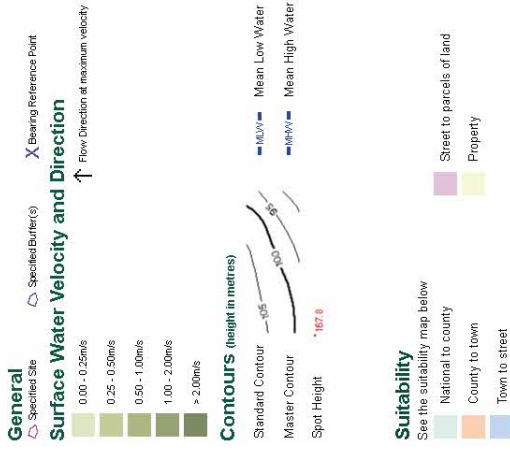 General
Specified Site
Specified Buffer(s)
X Bearing Reference Point
Surface Water Velocity and Direction
0.00 - 0.25m/s
0.25 - 0.50m/s
0.50 - 1.00m/s
1.00 - 2.00m/s
> 2.00m/s
Flow Direction at maximum velocity
Contours (height in metres)
Standard Contour
105
95
MLW
Mean Low Water
Master Contour
100
MHW
Mean High Water
Spot Height
167.8
Suitability
See the suitability map below
National to county
County to town
Town to street
Street to parcels of land
Property